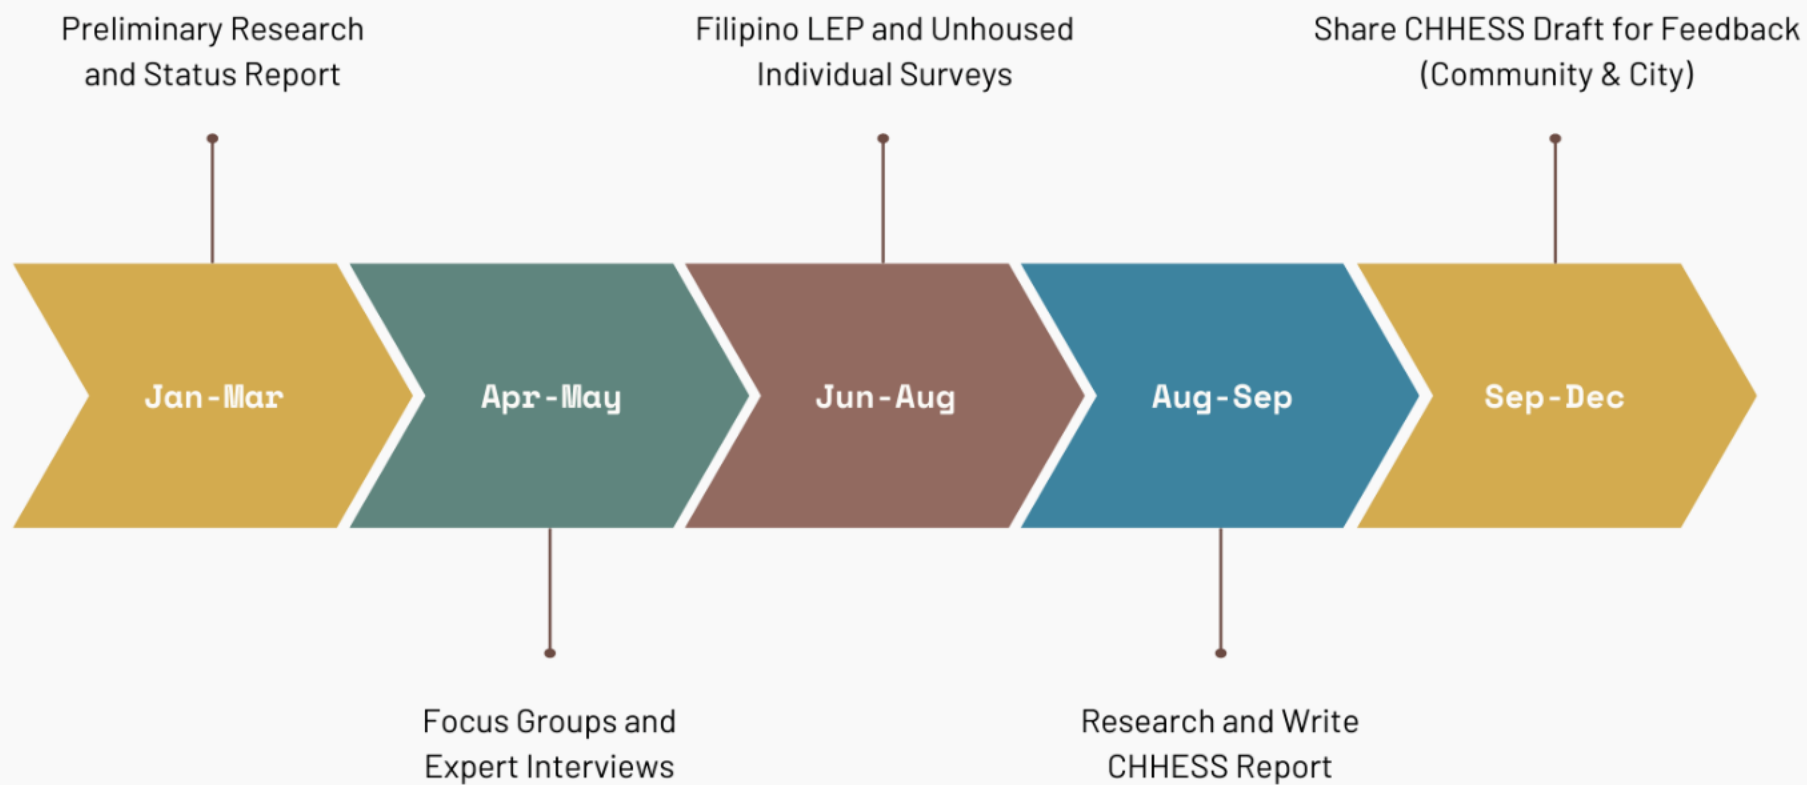 Preliminary Research
and Status Report
Filipino LEP and Unhoused
Individual Surveys
Share CHHESS Draft for Feedback
(Community & City)
Jan-Mar
Apr-May
Jun-Aug
Aug-Sep
Sep-Dec
Focus Groups and
Expert Interviews
Research and Write
CHHESS Report